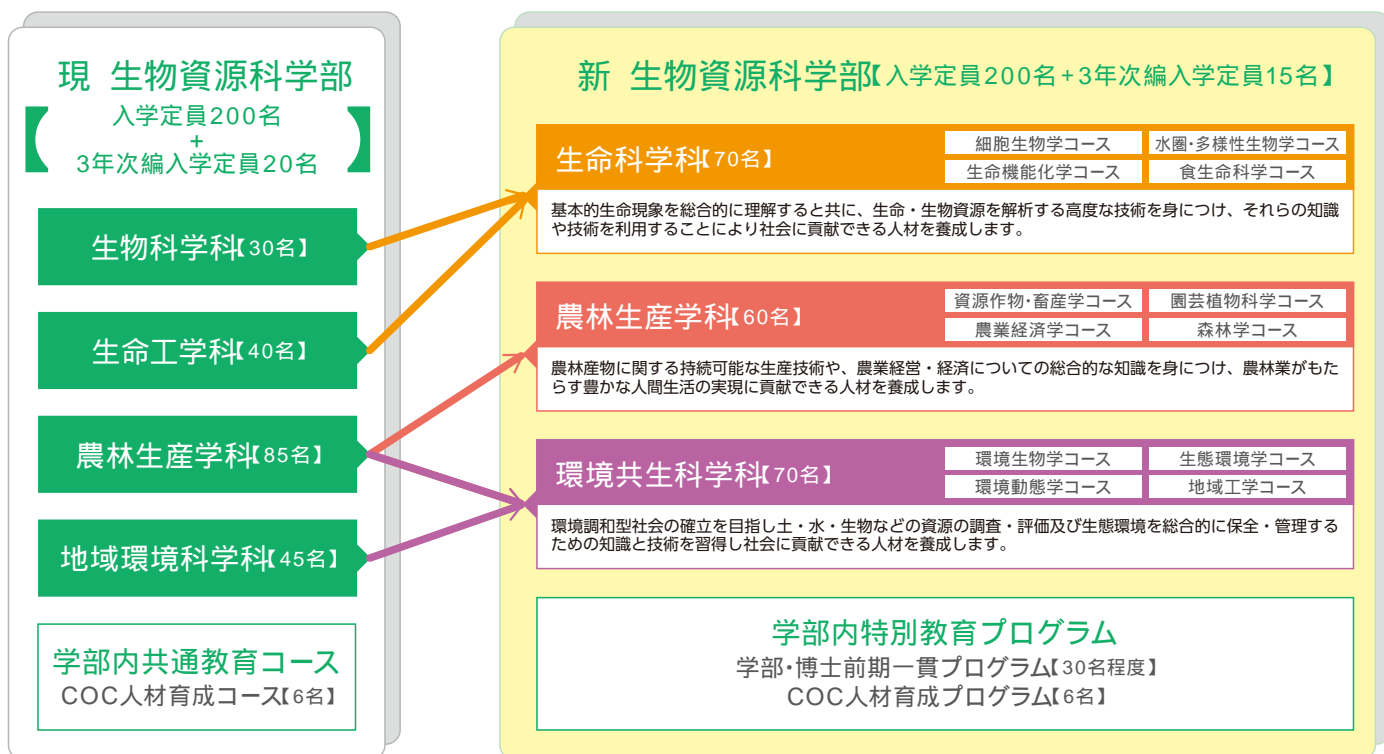 現 生物資源科学部
【入学定員200名
+
3年次編入学定員20名】
生物科学科【30名】
生命工学科【40名】
農林生産学科【85名】
地域環境科学科【45名】
学部内共通教育コース
COC人材育成コース【6名】
新 生物資源科学部【入学定員200名+3年次編入学定員15名】
生命科学科【70名】
細胞生物学コース
水圏・多様性生物学コース
生命機能化学コース
食生命科学コース
基本的生命現象を総合的に理解すると共に、生命・生物資源を解析する高度な技術を身につけ、それらの知識
や技術を利用することにより社会に貢献できる人材を養成します。
農林生産学科【60名】
資源作物・畜産学コース
園芸植物科学コース
農業経済学コース
森林学コース
農林産物に関する持続可能な生産技術や、農業経営・経済についての総合的な知識を身につけ、農林業がもた
らす豊かな人間生活の実現に貢献できる人材を養成します。
環境共生科学科【70名】
環境生物学コース
生態環境学コース
環境動態学コース
地域工学コース
環境調和型社会の確立を目指し土・水・生物などの資源の調査・評価及び生態環境を総合的に保全・管理する
ための知識と技術を習得し社会に貢献できる人材を養成します。
学部内特別教育プログラム
学部・博士前期一貫プログラム【30名程度】
COC人材育成プログラム【6名】